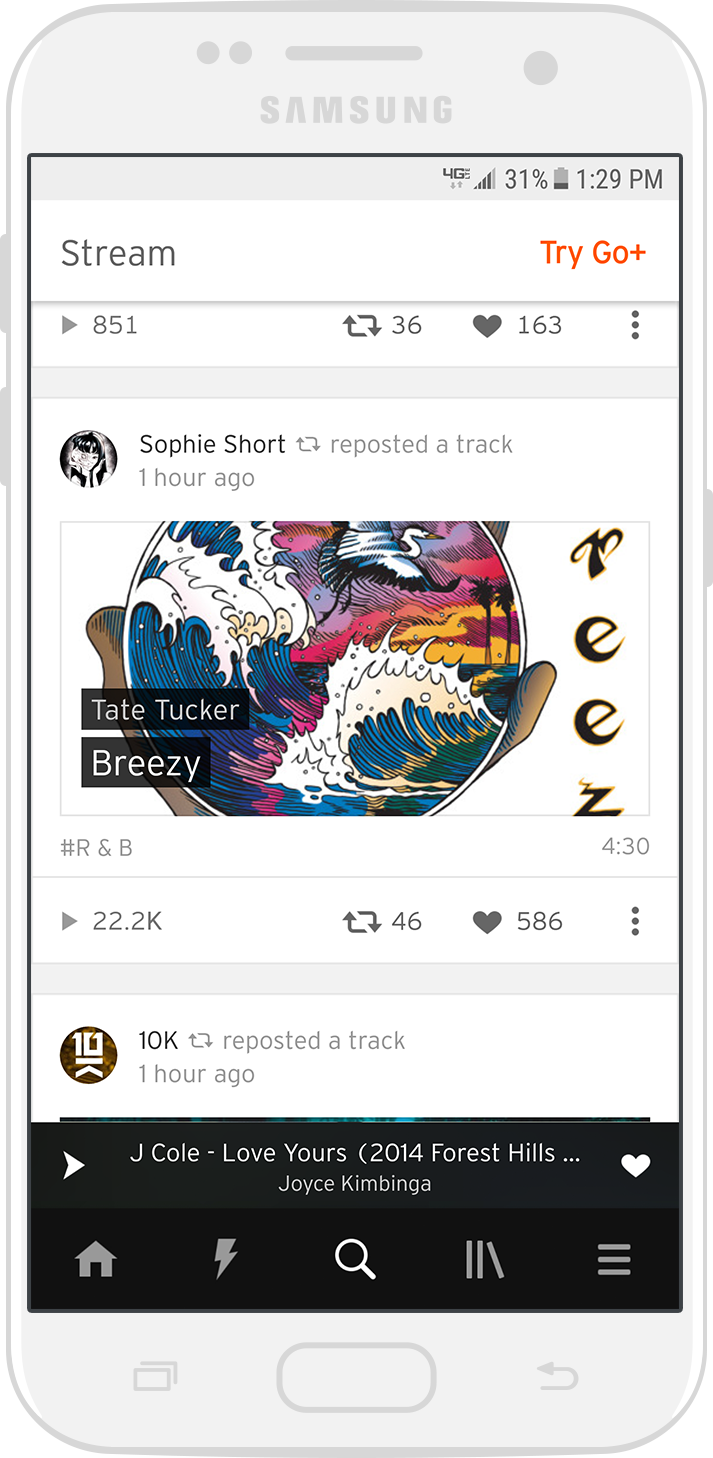 SAMSUNG
4G LTE 31% 1:29 PM
Stream Try Go+
851 36 163
Sophie Short reposted a track
1 hour ago
r
e
e
z
Tate Tucker
Breezy
#R & B 4:30
22.2K 46 586
10K
10K reposted a track
1 hour ago
J Cole - Love Yours (2014 Forest Hills ...
Joyce Kimbinga